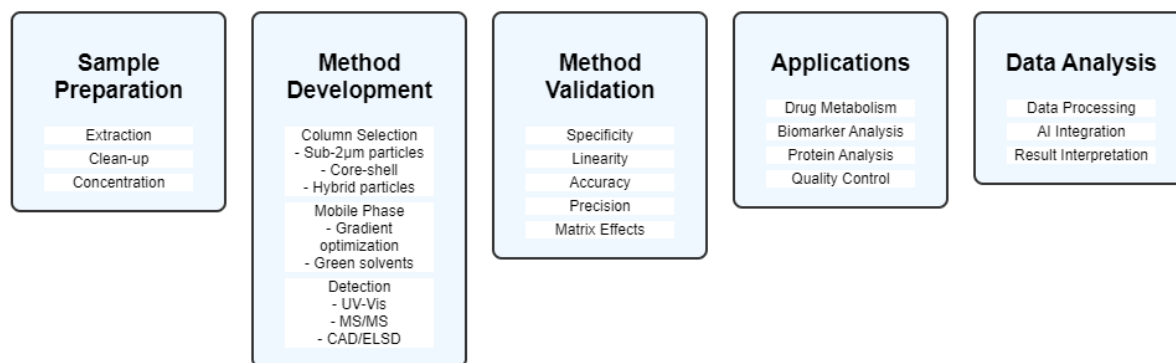 Sample
Preparation
Extraction
Clean-up
Concentration
Method
Development
Column Selection
- Sub-2μm particles
- Core-shell
- Hybrid particles
Mobile Phase
- Gradient
optimization
- Green solvents
Detection
- UV-Vis
- MS/MS
- CAD/ELSD
Method
Validation
Specificity
Linearity
Accuracy
Precision
Matrix Effects
Applications
Drug Metabolism
Biomarker Analysis
Protein Analysis
Quality Control
Data Analysis
Data Processing
AI Integration
Result Interpretation